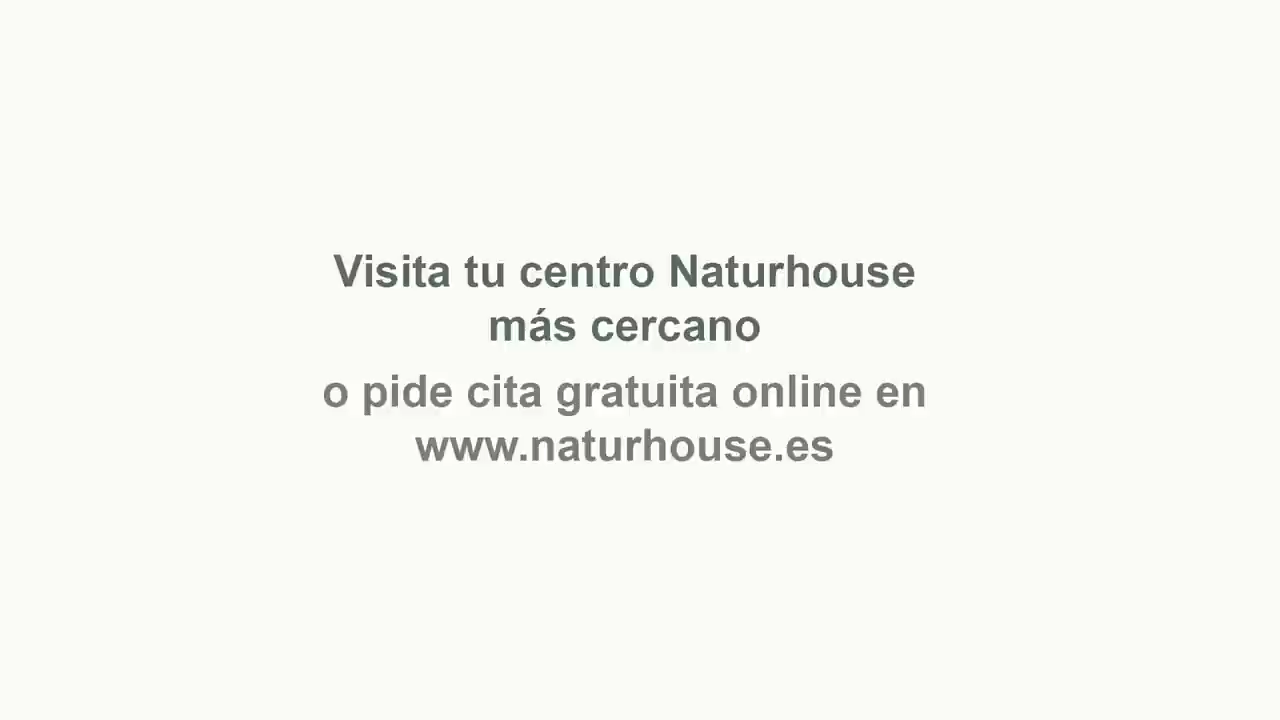 Visita tu centro Naturhouse
más cercano
o pide cita gratuita online en
www.naturhouse.es